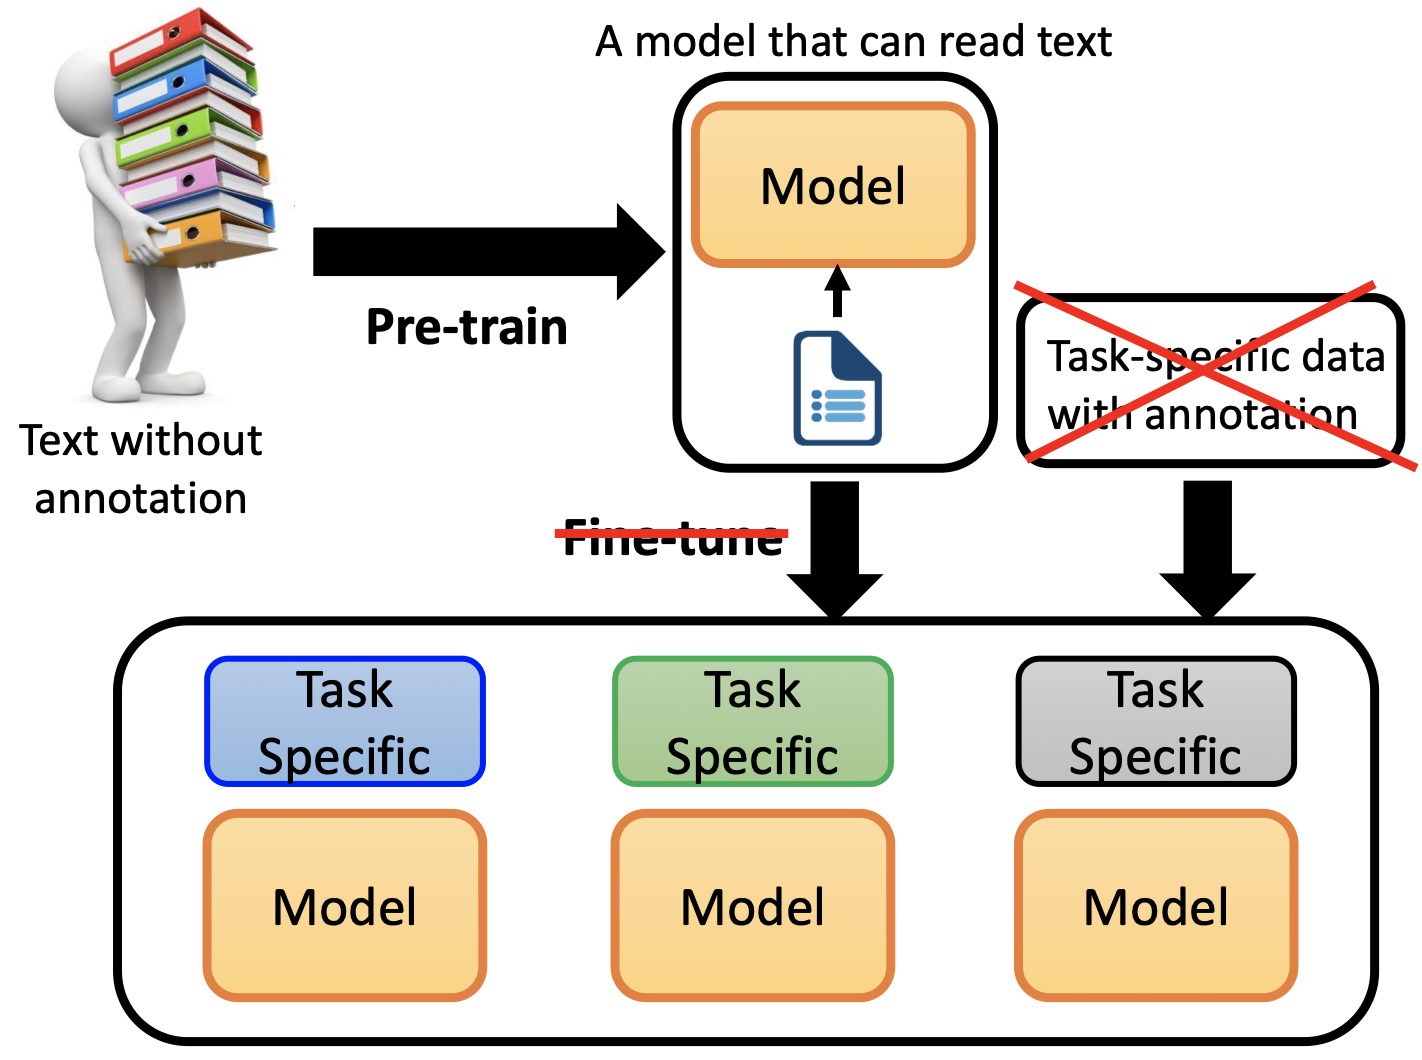 A model that can read text
Model
Pre-train
Text without
annotation
Task-specific data
with annotation
Fine-tune
Task
Specific
Task
Specific
Task
Specific
Model
Model
Model